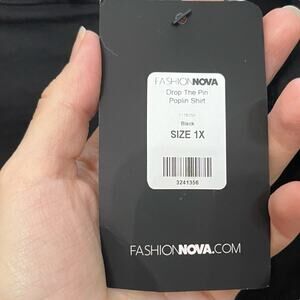 FASHIONNOVA
Drop The Pin
Poplin Shirt
Black
SIZE 1X
3241356
FASHIONNOVA.COM